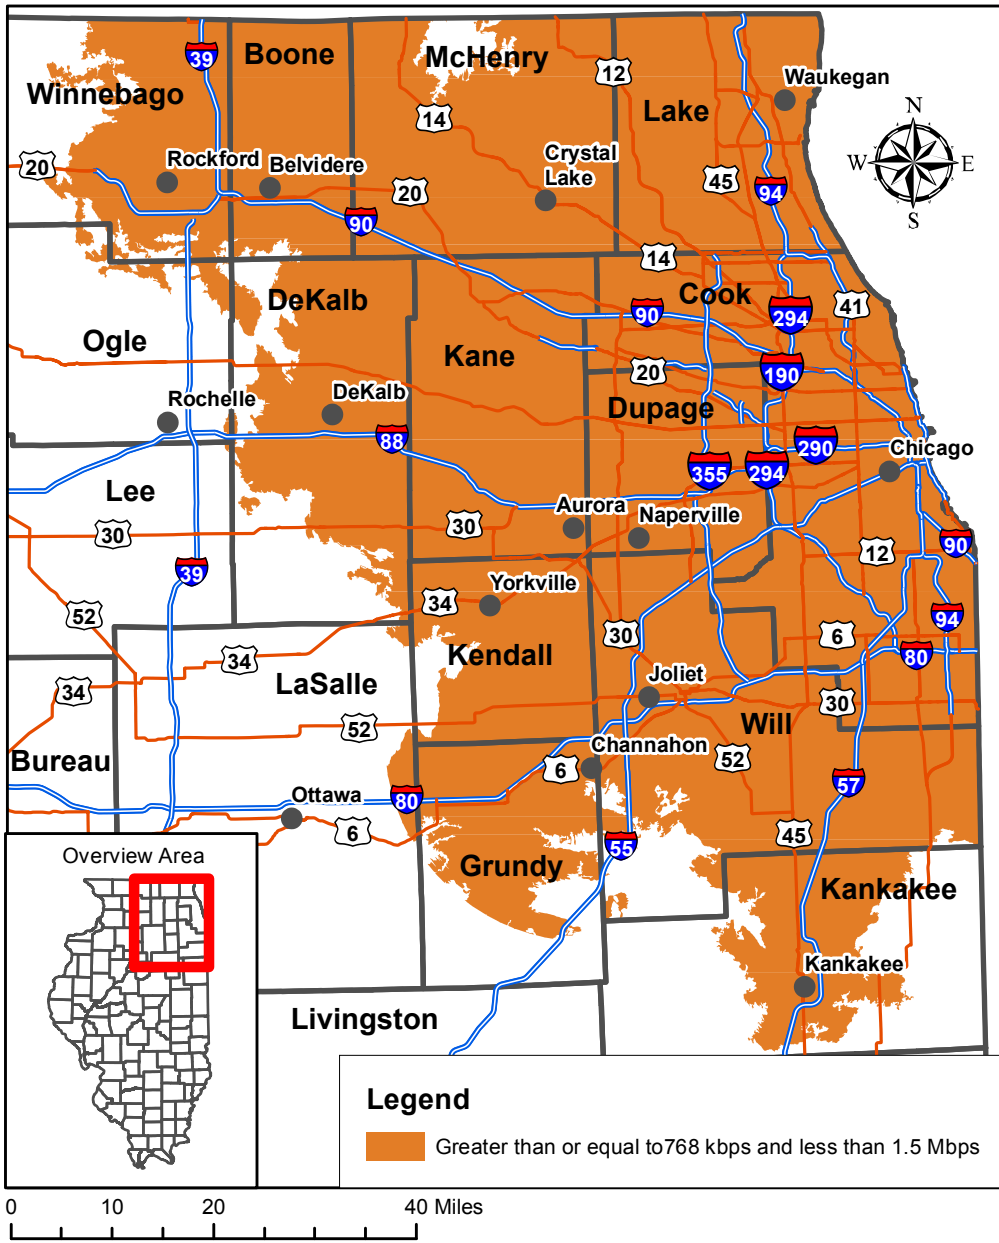 39
Boone
McHenry
12
Waukegan
Winnebago
14
Lake
N
20
Rockford
Belvidere
Crystal
Lake
W
E
20
45
94
S
90
14
DeKalb
Cook
41
90
294
Ogle
Kane
20
190
Rochelle
DeKalb
Dupage
88
290
Chicago
355
294
Lee
Aurora
Naperville
30
30
12
90
39
Yorkville
52
34
94
30
6
34
Kendall
80
34
LaSalle
Joliet
30
52
Will
Bureau
Channahon
6
52
57
Ottawa
80
6
45
55
Overview Area
Grundy
Kankakee
Kankakee
Livingston
Legend
Greater than or equal to768 kbps and less than 1.5 Mbps
0 10 20 40 Miles